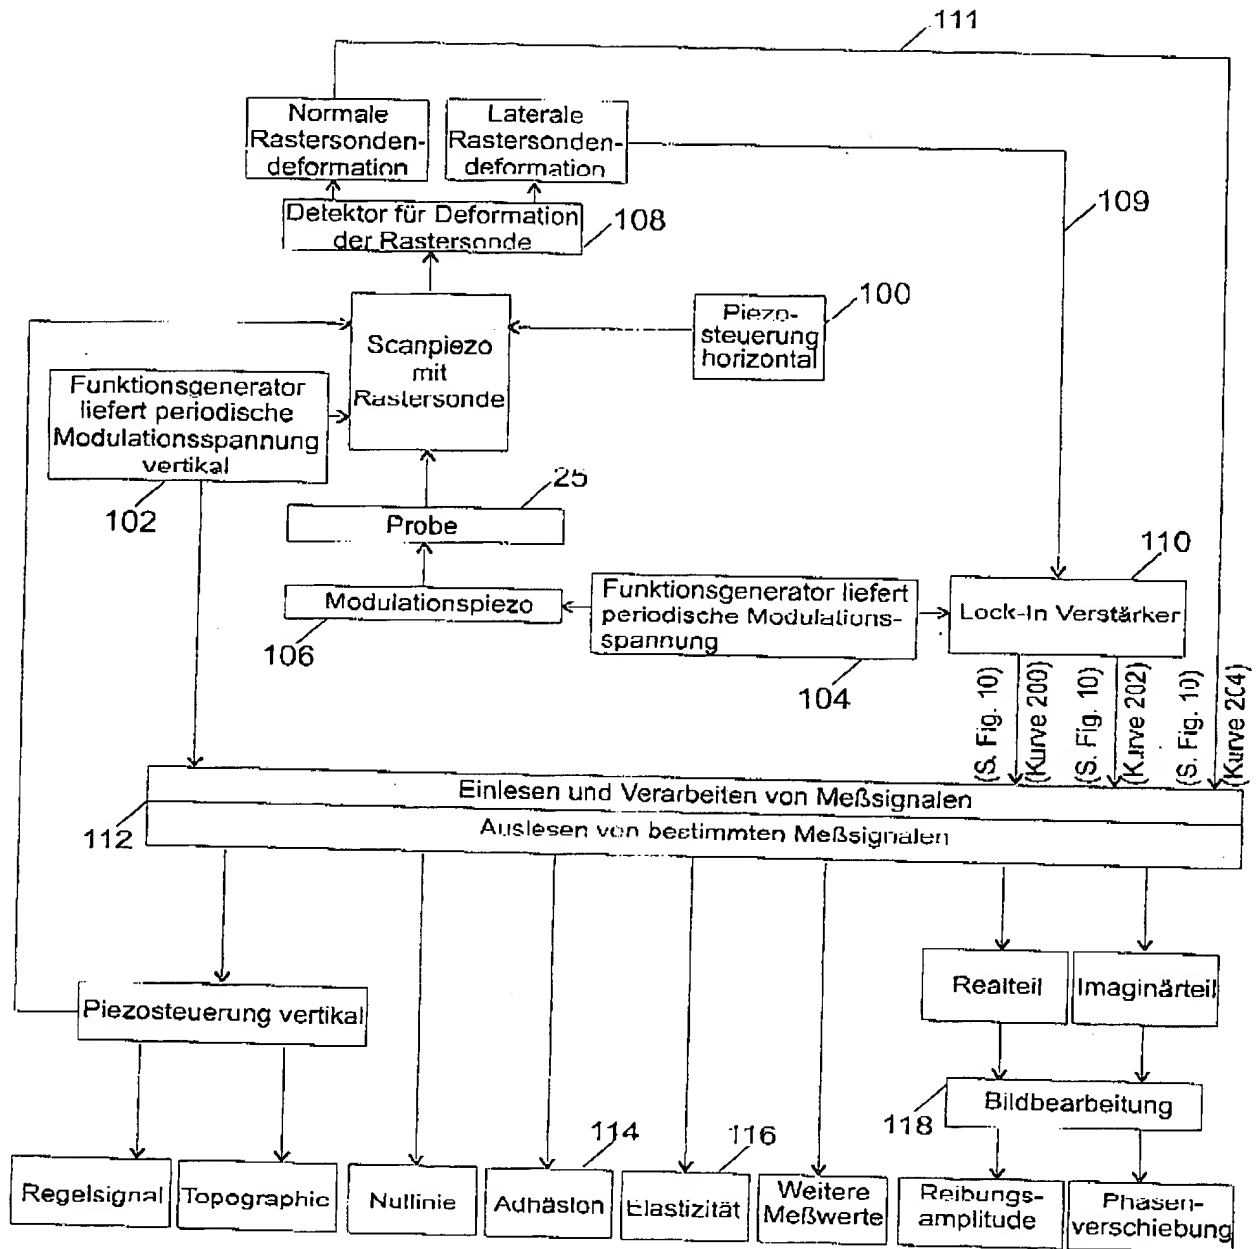 111
Normale
Rastersonden-
deformation
Laterale
Rastersonden-
deformation
109
Detektor für Deformation
der Rastersonde
108
100
Piezo-
steuerung
horizontal
Scanpiezo
mit
Rastersonde
Funktionsgenerator
liefert periodische
Modulationsspannung
vertikal
102
25
Probe
110
Modulationspiezo
106
Funktionsgenerator liefert
periodische Modulations-
spannung
104
Lock-In Verstärker
(S. Fig. 10)
(Kurve 200)
(S. Fig. 10)
(Kurve 202)
(S. Fig. 10)
(Kurve 204)
Einlesen und Verarbeiten von Meßsignalen
112
Auslesen von bestimmten Meßsignalen
Realteil
Imaginärteil
Piezosteuerung vertikal
Bildbearbeitung
118
114
116
Regelsignal
Topographie
Nullinie
Adhäsion
Elastizität
Weitere
Meßwerte
Reibungs-
amplitude
Phasen-
verschiebung